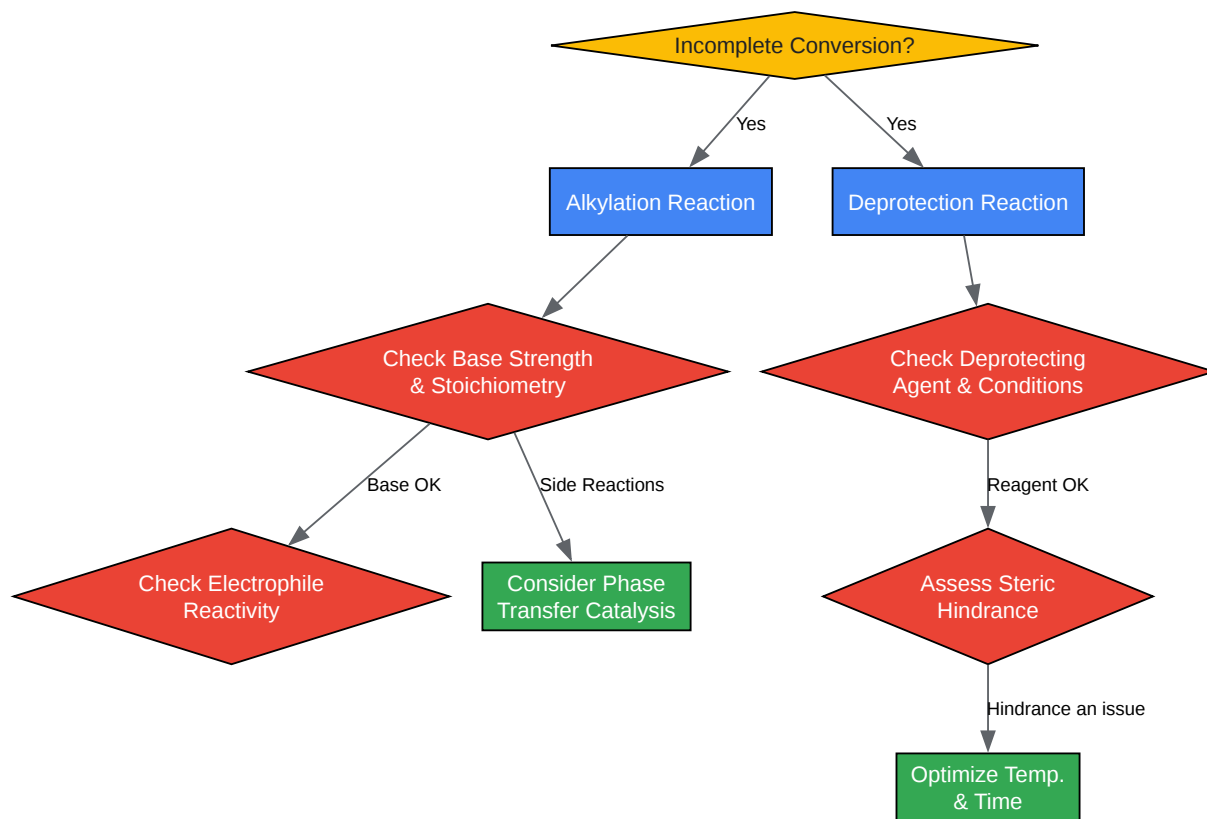 Incomplete Conversion?
Yes
Yes
Alkylation Reaction
Deprotection Reaction
Check Base Strength
& Stoichiometry
Check Deprotecting
Agent & Conditions
Base OK
Side Reactions
Reagent OK
Check Electrophile
Reactivity
Consider Phase
Transfer Catalysis
Assess Steric
Hindrance
Hindrance an issue
Optimize Temp.
& Time